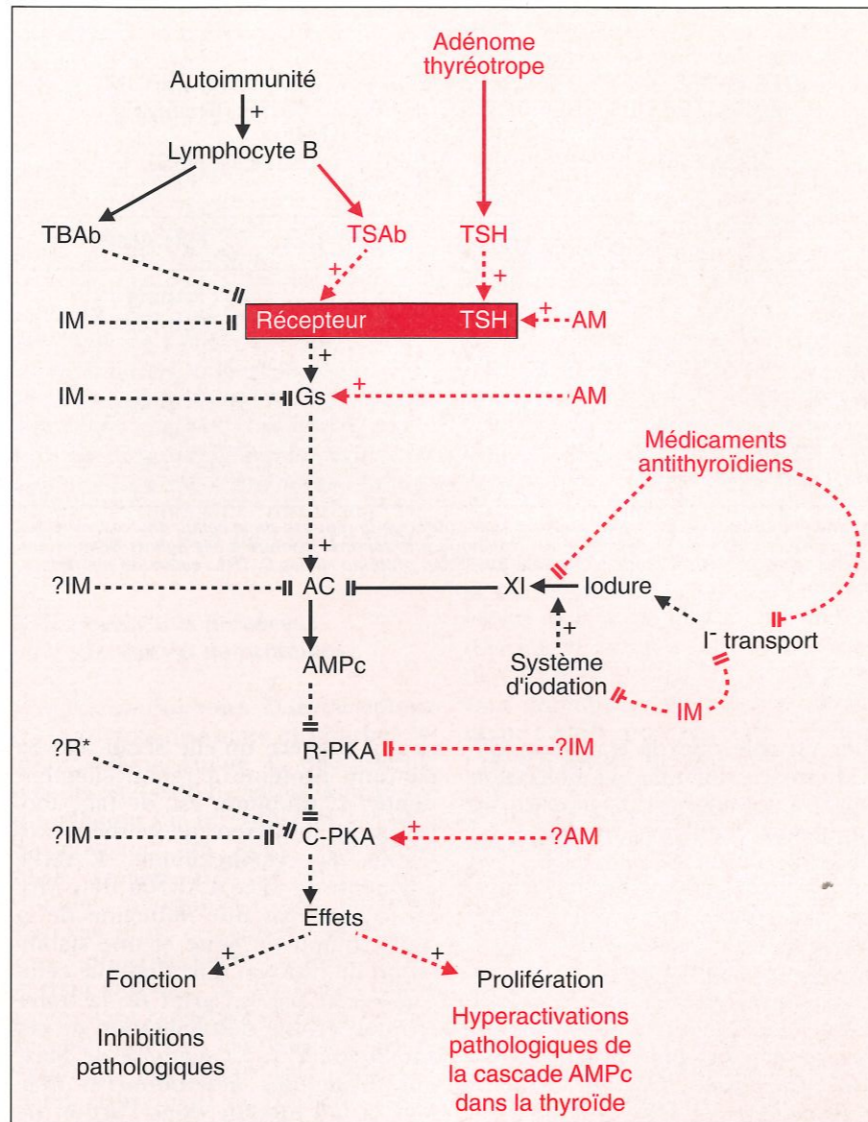 Adénome
thyréotrope
Autoimmunité
+
Lymphocyte B
TBAb
TSAb
TSH
+
+
IM
Récepteur TSH
+
AM
+
IM
Gs
+
AM
Médicaments
antithyroïdiens
+
?IM
AC
XI
Iodure
+
I⁻ transport
AMPc
Système
d'iodation
IM
?R*
R-PKA
?IM
?IM
C-PKA
+
?AM
Effets
+
+
Fonction
Prolifération
Inhibitions
pathologiques
Hyperactivations
pathologiques de
la cascade AMPc
dans la thyroïde